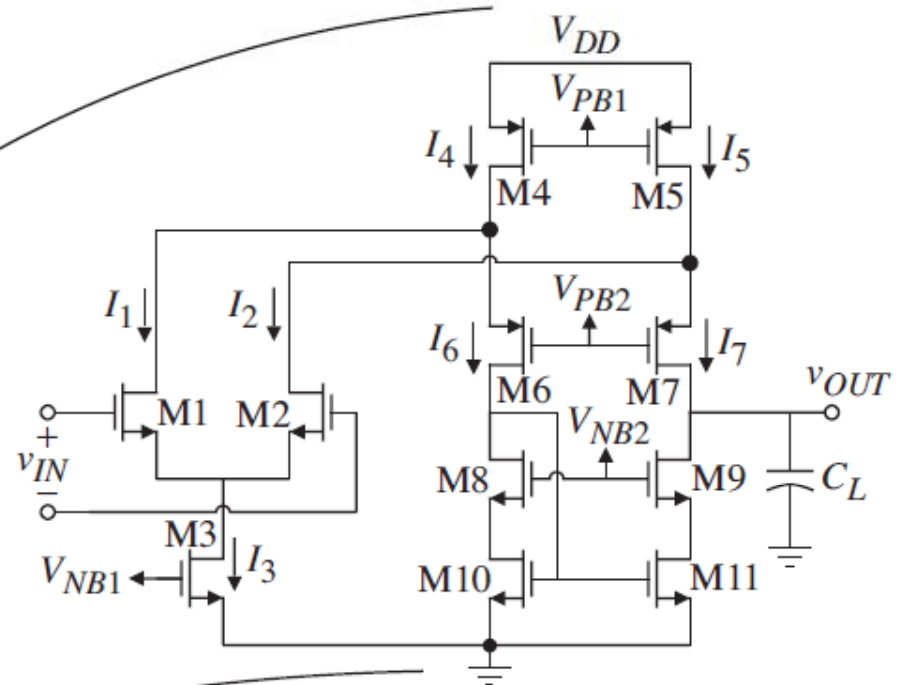 V_DD
V_PB1
I_4
I_5
M4
M5
I_1
I_2
V_PB2
I_6
I_7
M6
M7
v_OUT
M1
M2
V_NB2
+
v_IN
−
M8
M9
C_L
M3
I_3
V_NB1
M10
M11